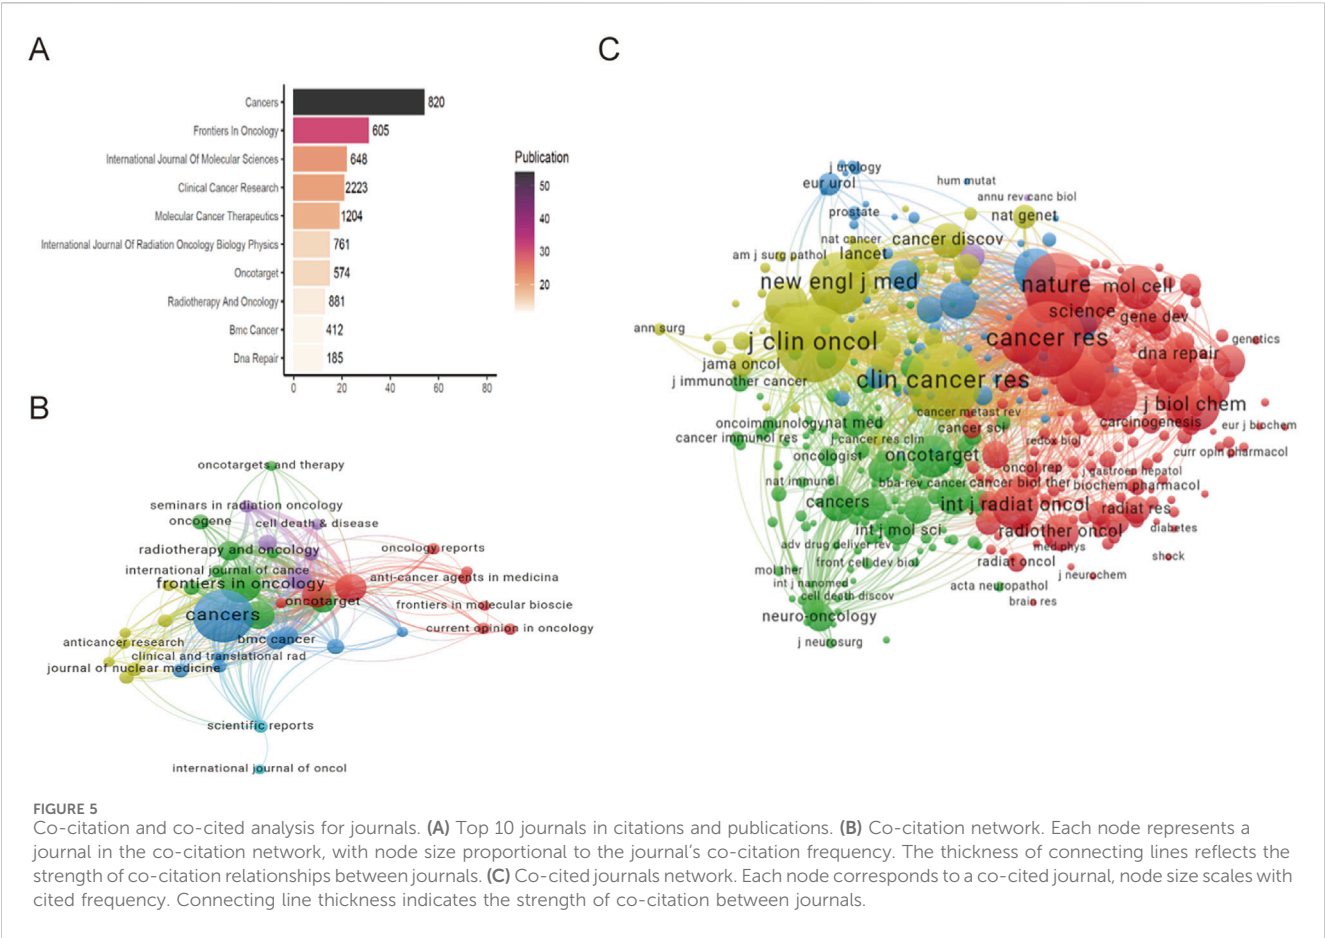 A
Cancers
820
Frontiers In Oncology
605
International Journal Of Molecular Sciences
648
Clinical Cancer Research
2223
Molecular Cancer Therapeutics
1204
International Journal Of Radiation Oncology Biology Physics
761
Oncotarget
574
Radiotherapy And Oncology
881
Bmc Cancer
412
Dna Repair
185
0 20 40 60 80
Publication
50
40
30
20
B
oncotargets and therapy
seminars in radiation oncology
oncogene
cell death & disease
radiotherapy and oncology
oncology reports
international journal of cance
anti-cancer agents in medicina
frontiers in oncology
oncotarget
frontiers in molecular bioscie
cancers
current opinion in oncology
anticancer research
bmc cancer
clinical and translational rad
journal of nuclear medicine
scientific reports
international journal of oncol
C
j urology
eur urol
hum mutat
annu rev canc biol
prostate
nat genet
nat cancer
cancer discov
am j surg pathol
lancet
new engl j med
nature
mol cell
science
gene dev
ann surg
j clin oncol
cancer res
genetics
dna repair
jama oncol
j immunother cancer
clin cancer res
j biol chem
cancer metast rev
oncoimmunology
nat med
cancer sci
carcinogenesis
eur j biochem
cancer immunol res
j cancer res clin
redox biol
oncologist
oncotarget
curr opin pharmacol
oncol rep
j gastroen hepatol
nat immunol
bba-rev cancer
cancer biol ther
biochem pharmacol
cancers
int j radiat oncol
radiat res
int j mol sci
radiother oncol
diabetes
adv drug deliver rev
med phys
front cell dev biol
radiat oncol
shock
mol ther
int j nanomed
j neurochem
cell death discov
acta neuropathol
brain res
neuro-oncology
j neurosurg
FIGURE 5
Co-citation and co-cited analysis for journals. (A) Top 10 journals in citations and publications. (B) Co-citation network. Each node represents a
journal in the co-citation network, with node size proportional to the journal's co-citation frequency. The thickness of connecting lines reflects the
strength of co-citation relationships between journals. (C) Co-cited journals network. Each node corresponds to a co-cited journal, node size scales with
cited frequency. Connecting line thickness indicates the strength of co-citation between journals.